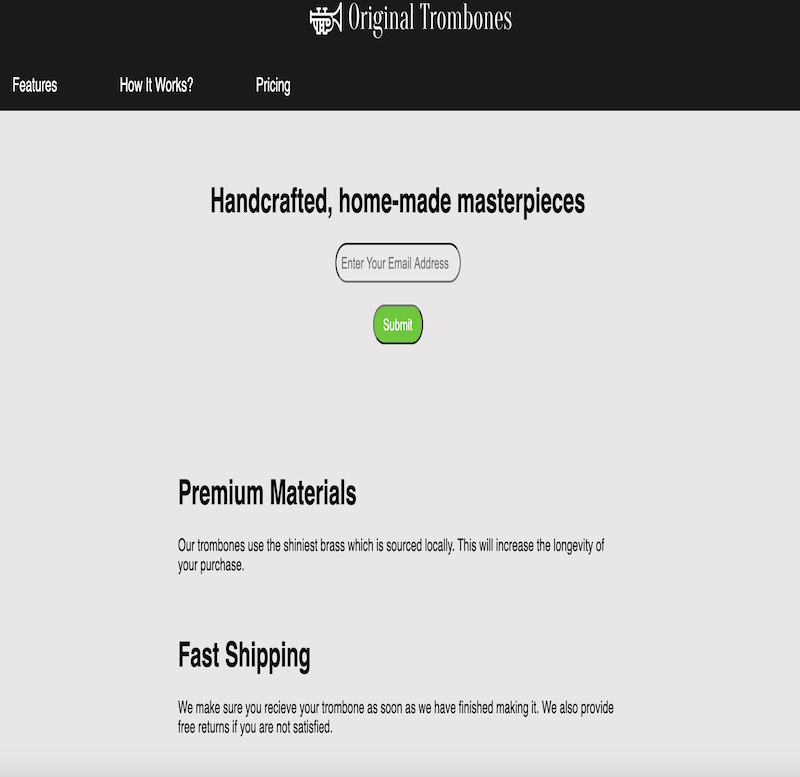 Original Trombones
Features How It Works? Pricing
Handcrafted, home-made masterpieces
Enter Your Email Address
Submit
Premium Materials
Our trombones use the shiniest brass which is sourced locally. This will increase the longevity of
your purchase.
Fast Shipping
We make sure you recieve your trombone as soon as we have finished making it. We also provide
free returns if you are not satisfied.